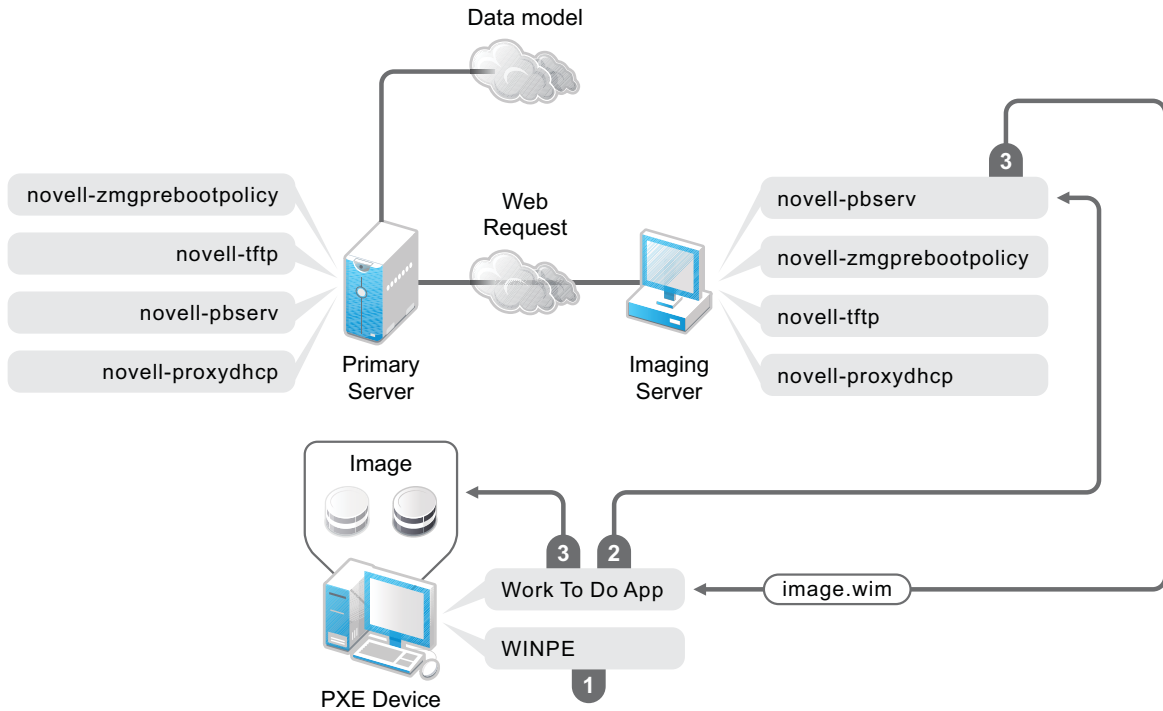 Data model
3
novell-zmgprebootpolicy
novell-tftp
novell-pbserv
novell-proxydhcp
Web
Request
novell-pbserv
novell-zmgprebootpolicy
novell-tftp
novell-proxydhcp
Primary
Server
Imaging
Server
Image
3
2
Work To Do App
image.wim
WINPE
1
PXE Device